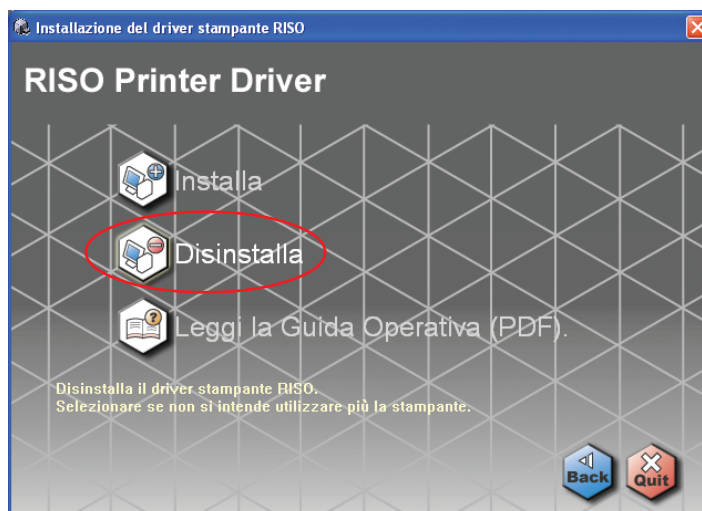 Installazione del driver stampante RISO
RISO Printer Driver
Installa
Disinstalla
Leggi la Guida Operativa (PDF).
Disinstalla il driver stampante RISO.
Selezionare se non si intende utilizzare più la stampante.
Back
Quit